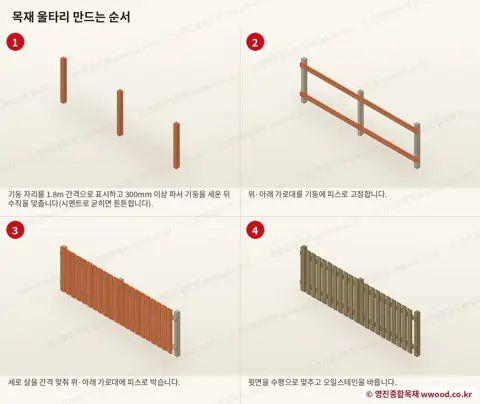 목재 울타리 만드는 순서
1
2
기둥 자리를 1.8m 간격으로 표시하고 300mm 이상 파서 기둥을 세운 뒤
수직을 맞춥니다(시멘트로 굳히면 튼튼합니다).
위·아래 가로대를 기둥에 피스로 고정합니다.
3
4
세로 살을 간격 맞춰 위·아래 가로대에 피스로 박습니다.
윗면을 수평으로 맞추고 오일스테인을 바릅니다.
© 영진종합목재 wwood.co.kr